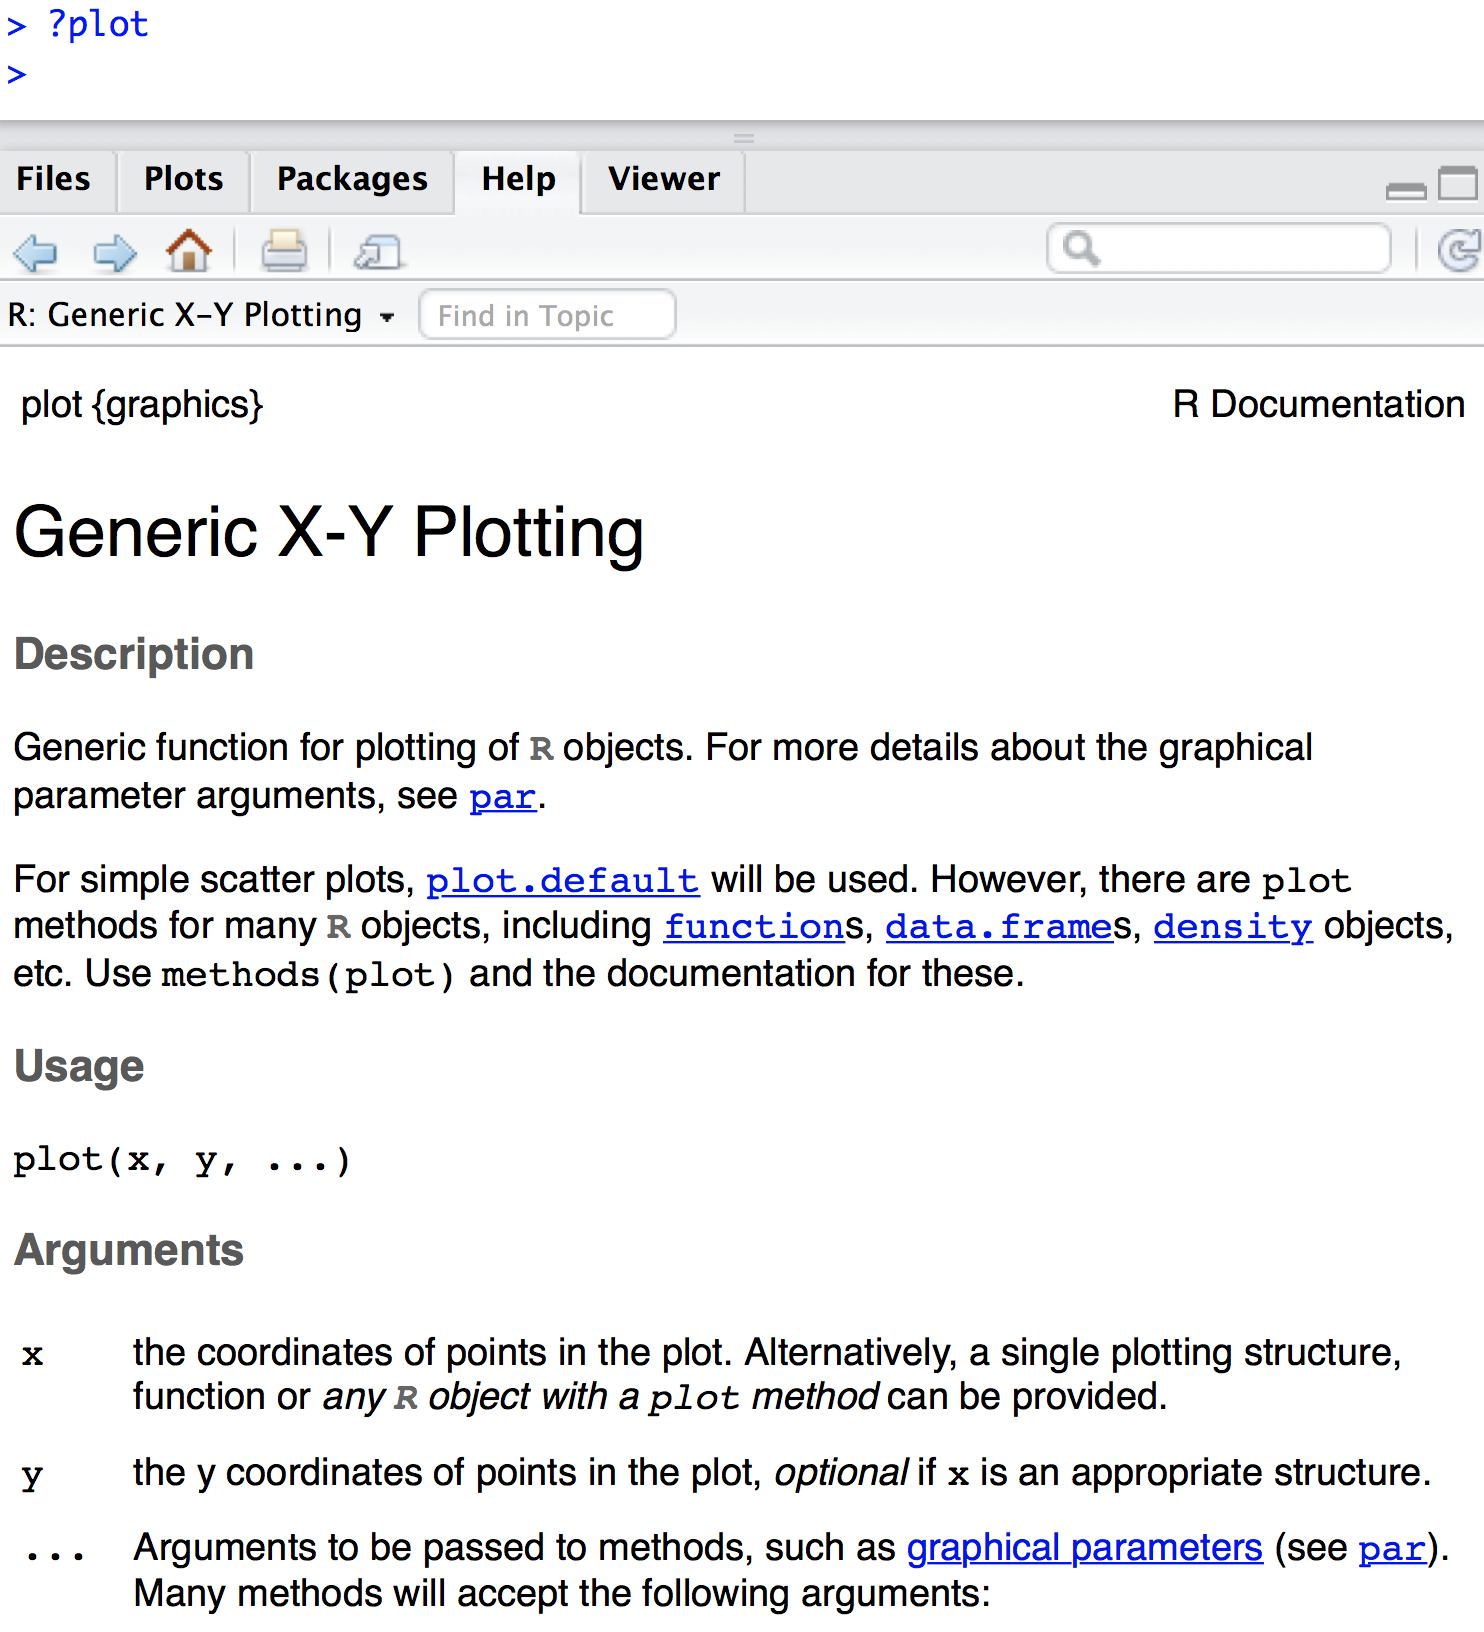 > ?plot
>
Files Plots Packages Help Viewer
R: Generic X-Y Plotting Find in Topic
plot {graphics} R Documentation
Generic X-Y Plotting
Description
Generic function for plotting of R objects. For more details about the graphical
parameter arguments, see par.
For simple scatter plots, plot.default will be used. However, there are plot
methods for many R objects, including functions, data.frames, density objects,
etc. Use methods(plot) and the documentation for these.
Usage
plot(x, y, ...)
Arguments
x the coordinates of points in the plot. Alternatively, a single plotting structure,
function or any R object with a plot method can be provided.
y the y coordinates of points in the plot, optional if x is an appropriate structure.
... Arguments to be passed to methods, such as graphical parameters (see par).
Many methods will accept the following arguments: